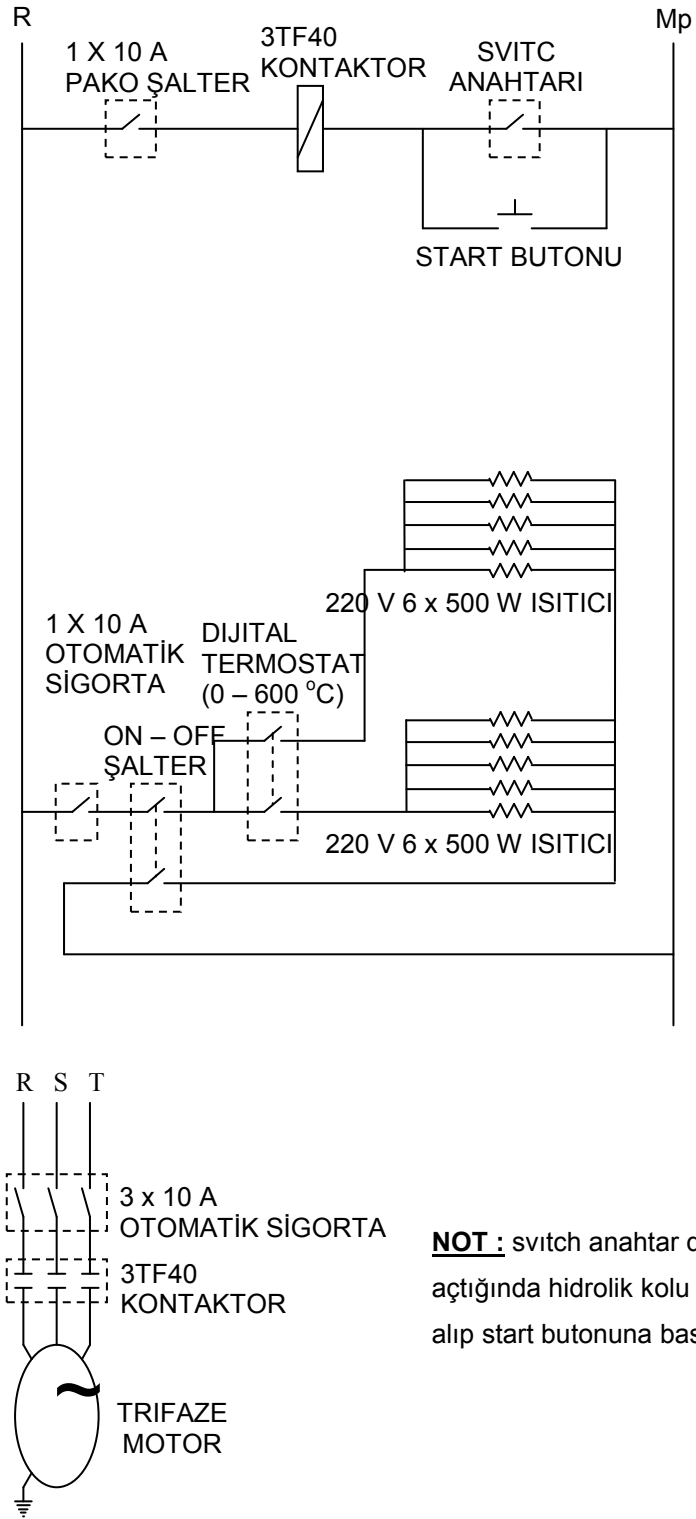 R
Mp
1 X 10 A
PAKO ŞALTER
3TF40
KONTAKTOR
SVITC
ANAHTARI
START BUTONU
220 V 6 x 500 W ISITICI
1 X 10 A
OTOMATİK
SİGORTA
DIJITAL
TERMOSTAT
(0 – 600 °C)
ON – OFF
ŞALTER
220 V 6 x 500 W ISITICI
R S T
3 x 10 A
OTOMATİK SİGORTA
3TF40
KONTAKTOR
TRIFAZE
MOTOR
NOT : svıtch anahtar
açtığında hidrolik kolu
alıp start butonuna